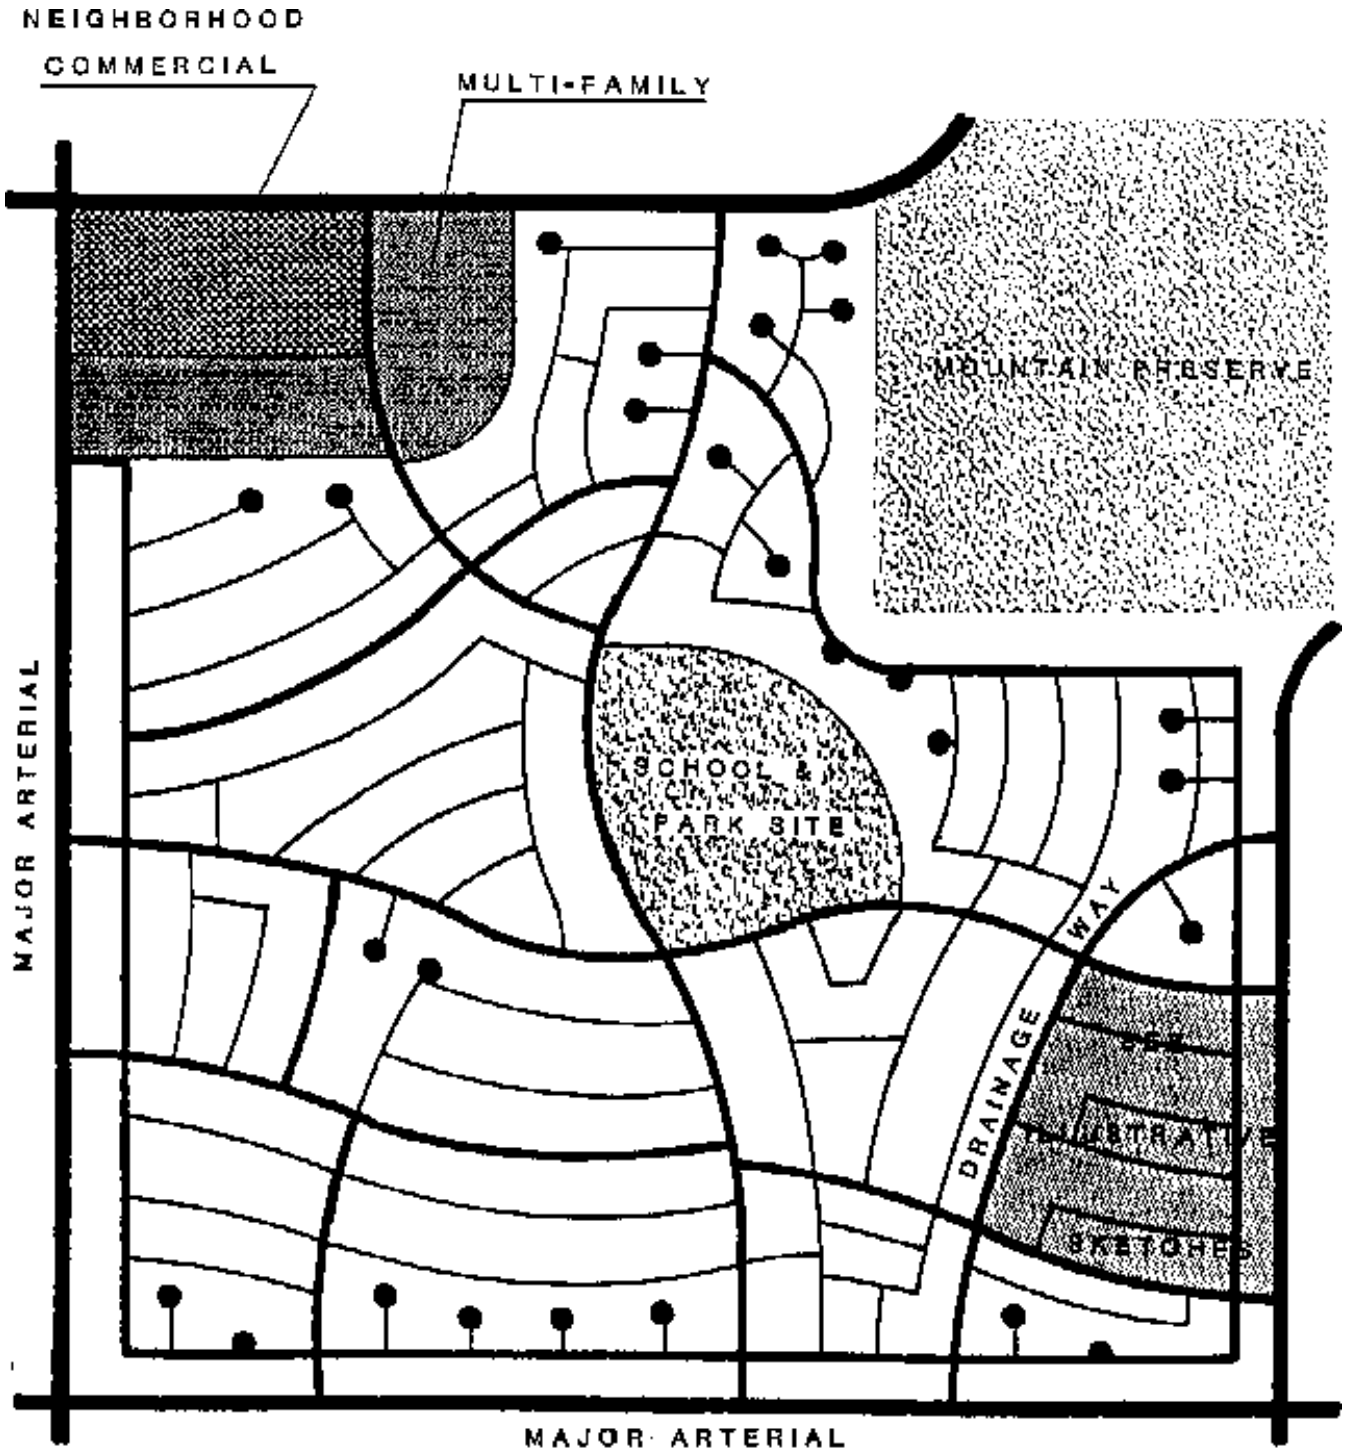 NEIGHBORHOOD
COMMERCIAL
MULTI-FAMILY
MOUNTAIN PRESERVE
MAJOR ARTERIAL
SCHOOL &
PARK SITE
DRAINAGE WAY
SEE
ILLUSTRATIVE
SKETCHES
MAJOR ARTERIAL